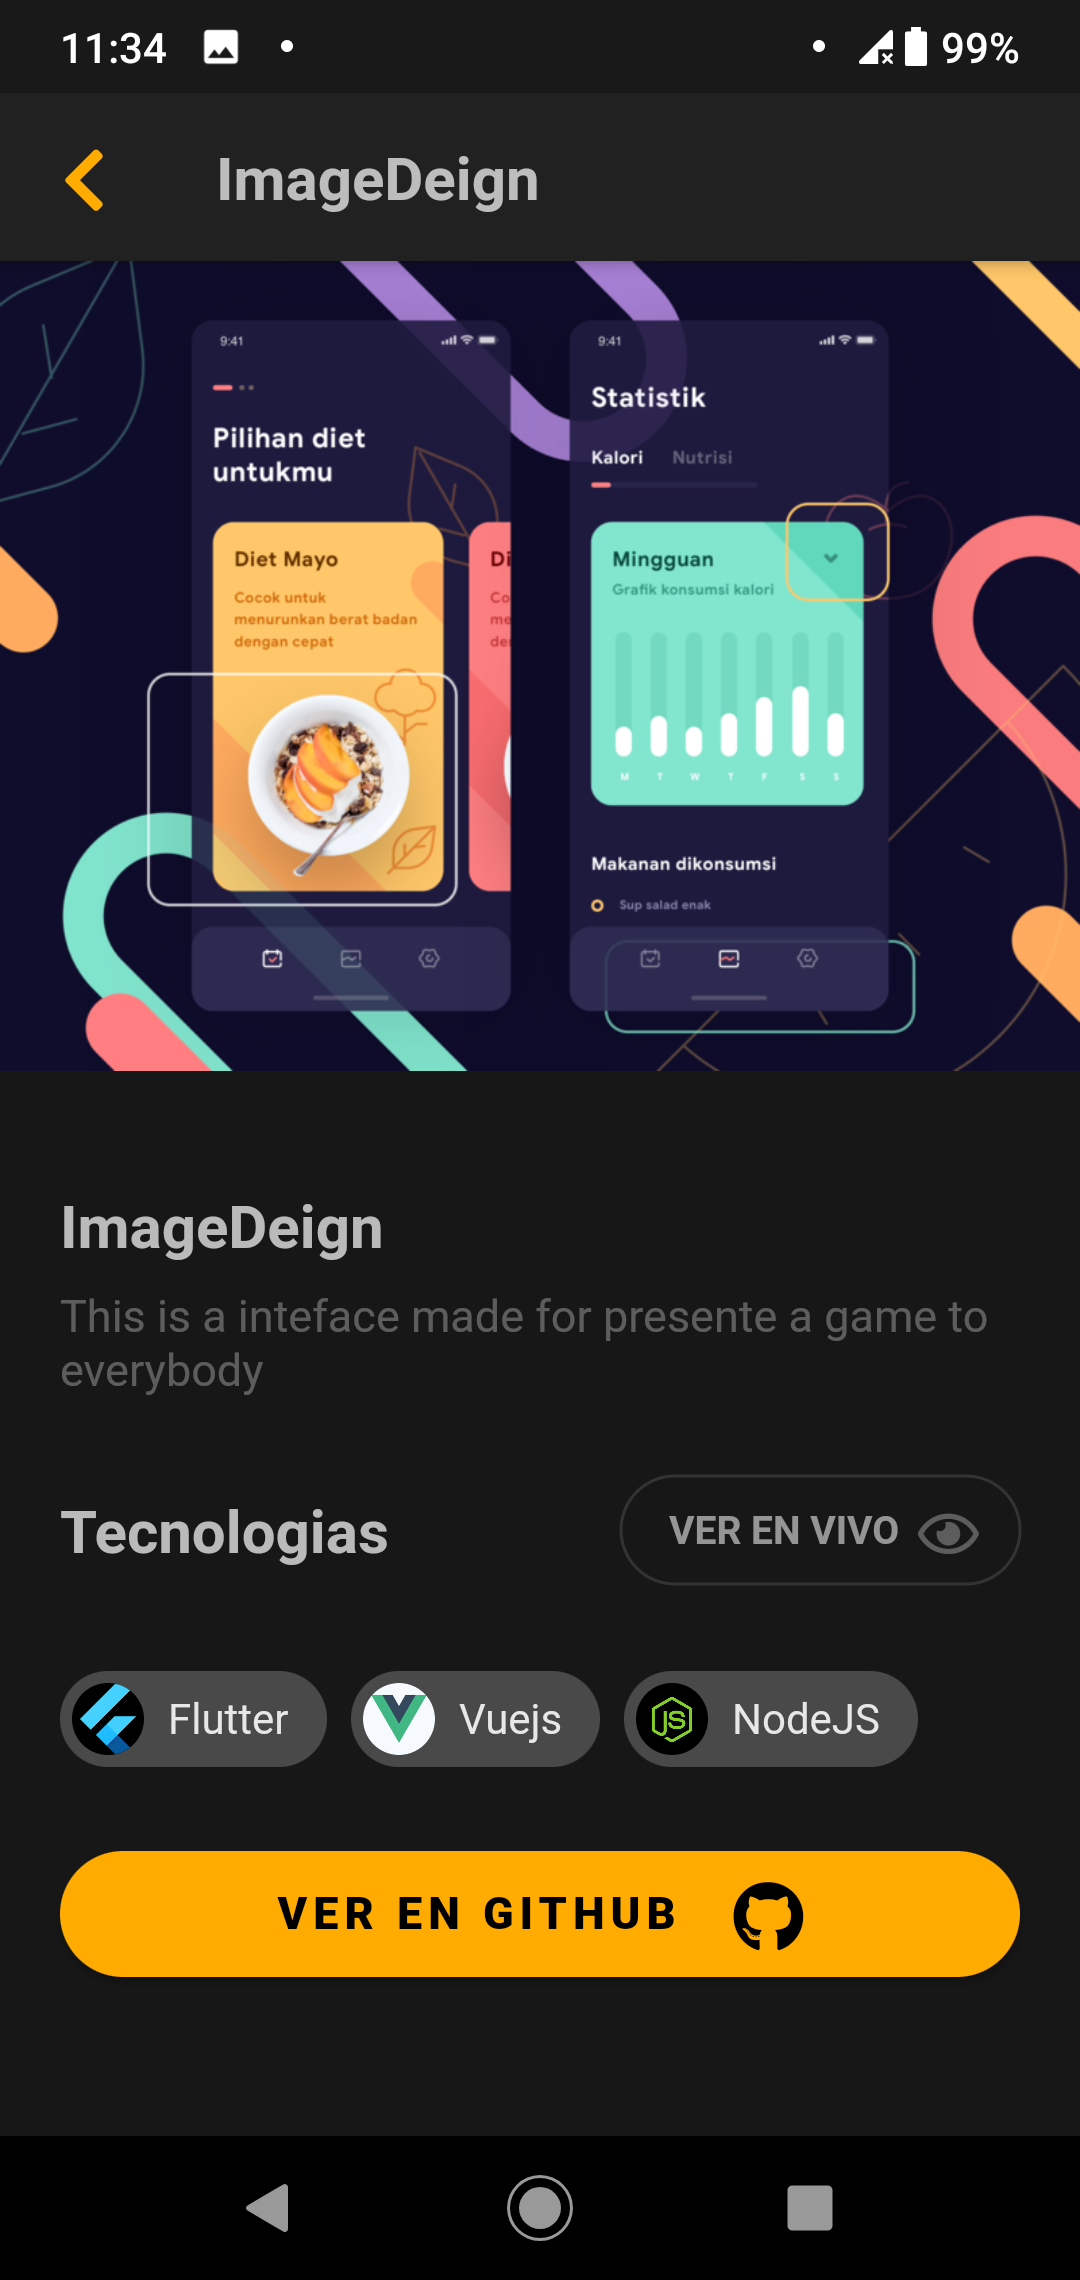 11:34
99%
ImageDeign
9:41
Pilihan diet
untukmu
Diet Mayo
Cocok untuk
menurunkan berat badan
dengan cepat
Di
Co
me
de
9:41
Statistik
Kalori Nutrisi
Mingguan
Grafik konsumsi kalori
M T W T F S S
Makanan dikonsumsi
Sup salad enak
ImageDeign
This is a inteface made for presente a game to
everybody
Tecnologias
VER EN VIVO
Flutter
Vuejs
JS
NodeJS
VER EN GITHUB